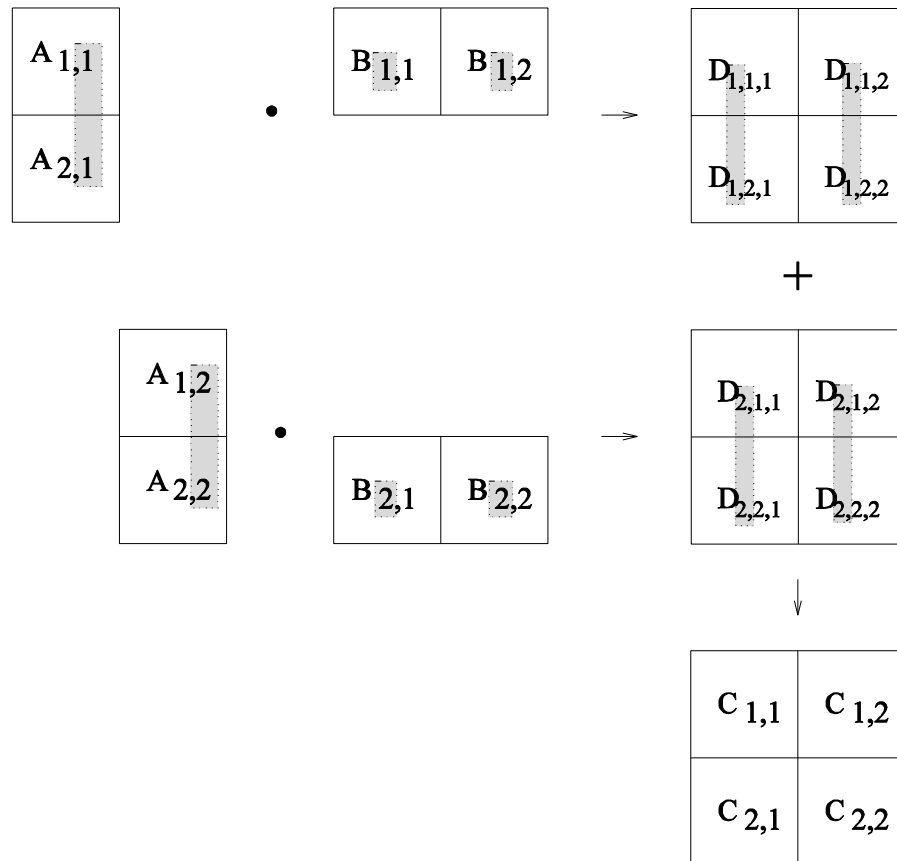 A 1,1 • B 1,1 B 1,2 → D 1,1,1 D 1,1,2
A 2,1 D 1,2,1 D 1,2,2
+
A 1,2 D 2,1,1 D 2,1,2
A 2,2 • B 2,1 B 2,2 → D 2,2,1 D 2,2,2
↓
C 1,1 C 1,2
C 2,1 C 2,2